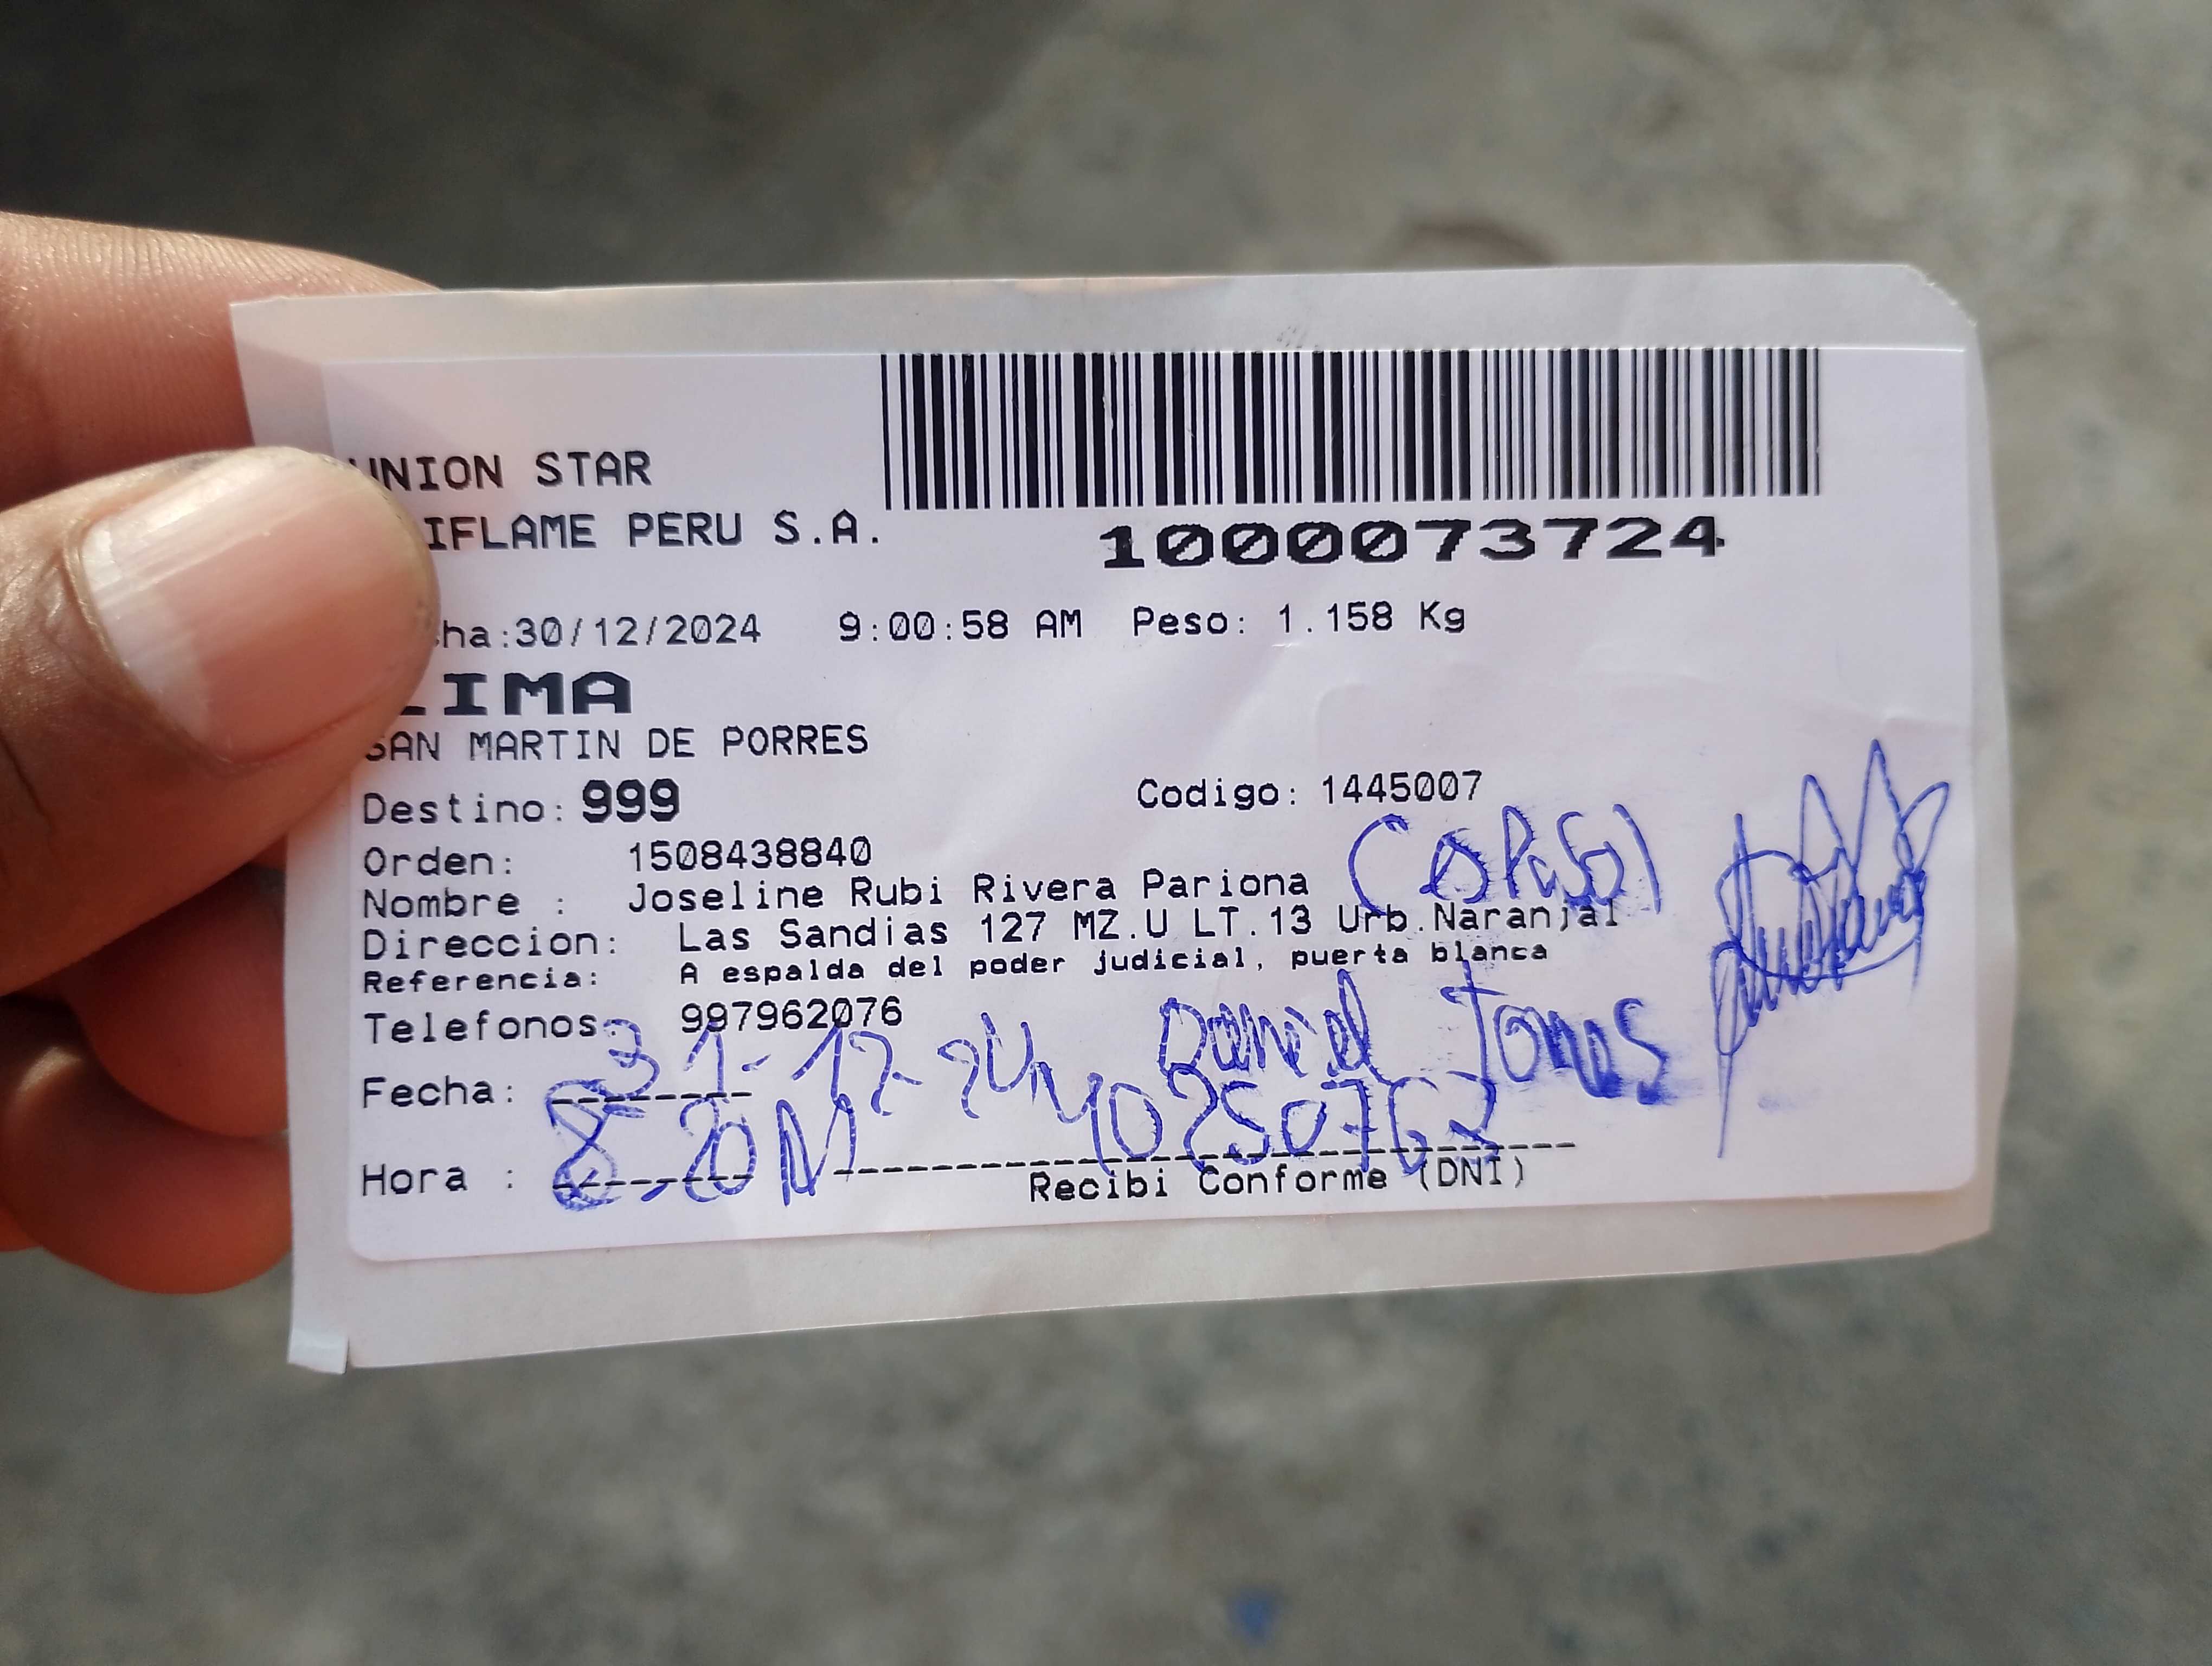 UNION STAR
IFLAME PERU S.A.
1000073724
ha:30/12/2024 9:00:58 AM Peso: 1.158 Kg
LIMA
SAN MARTIN DE PORRES
Destino: 999 Codigo: 1445007
Orden: 1508438840
Nombre : Joseline Rubi Rivera Pariona
Direccion: Las Sandias 127 MZ.U LT.13 Urb.Naranjal
Referencia: A espalda del poder judicial, puerta blanca
Telefonos: 997962076
Daniel
Fecha: 31-12-24
40250763
Hora : 8.20
Recibi Conforme (DNI)